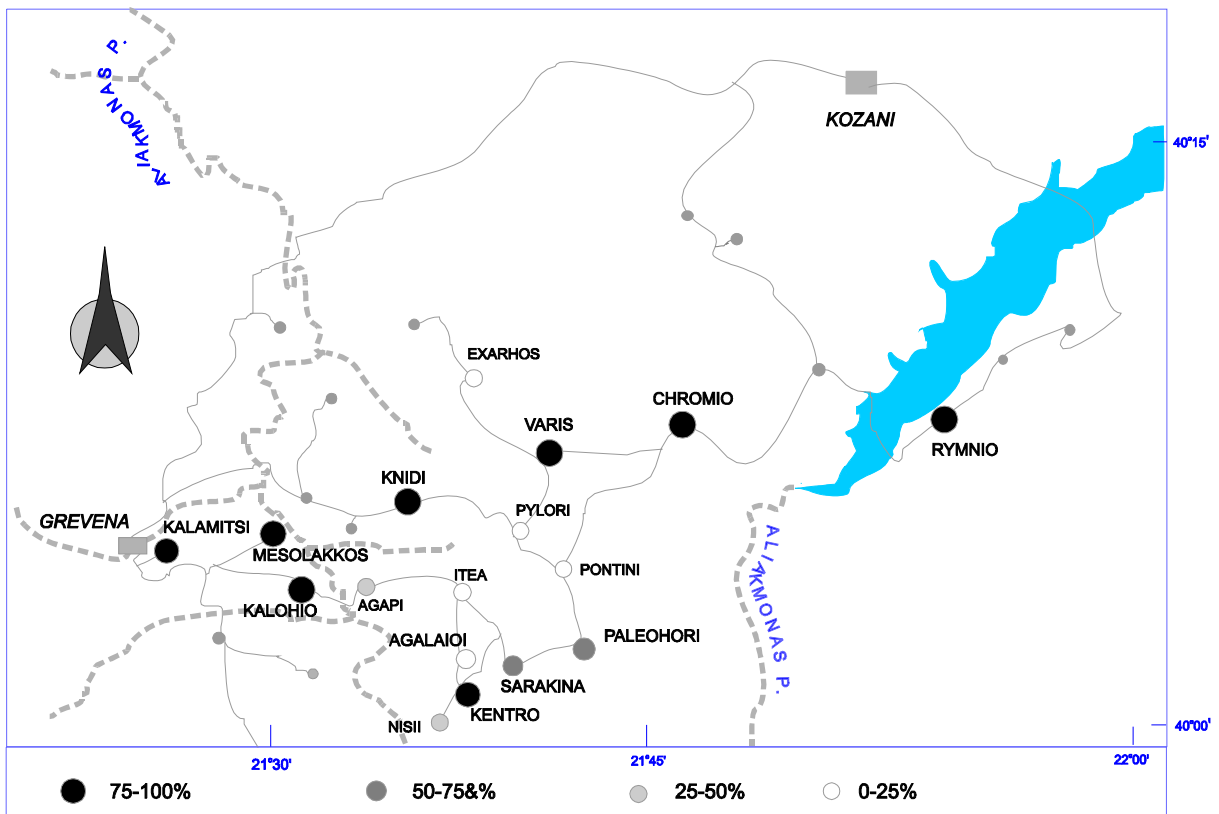 ALIAKMONAS P.
KOZANI
40°15'
EXARHOS
CHROMIO
VARIS
RYMNIO
KNIDI
PYLORI
GREVENA
KALAMITSI
MESOLAKKOS
ITEA
PONTINI
KALOHIO
AGAPI
AGALAIOI
PALEOHORI
SARAKINA
KENTRO
NISII
ALIAKMONAS P.
40°00'
21°30'
21°45'
22°00'
75-100%
50-75&%
25-50%
0-25%